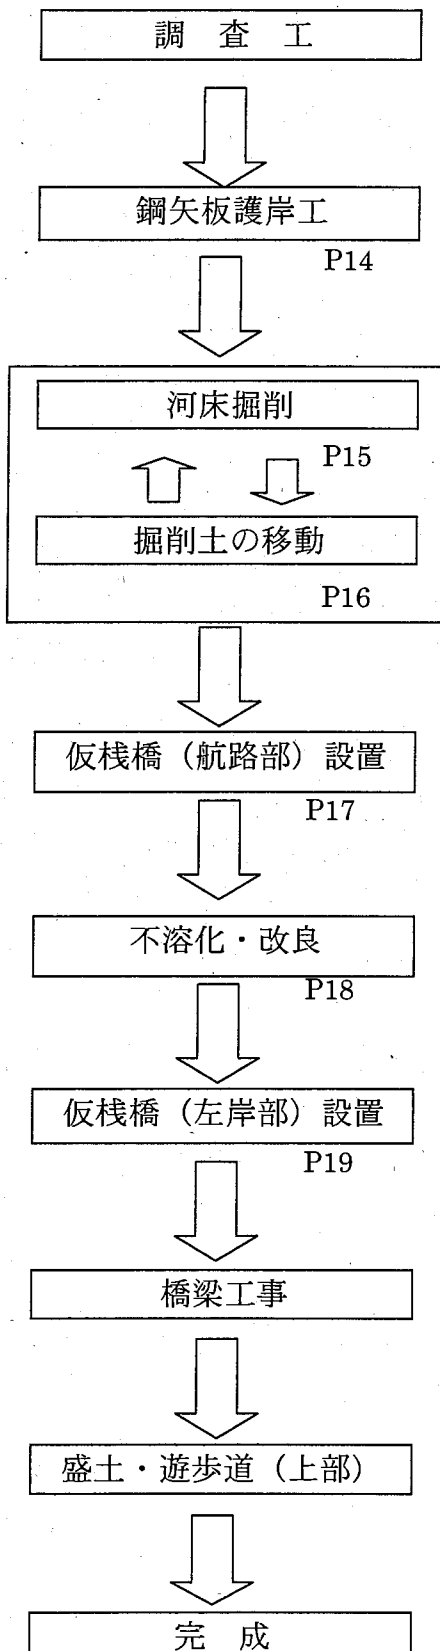 調 査 工
鋼矢板護岸工
P14
河床掘削
P15
掘削土の移動
P16
仮桟橋（航路部）設置
P17
不溶化・改良
P18
仮桟橋（左岸部）設置
P19
橋梁工事
盛土・遊歩道（上部）
完 成